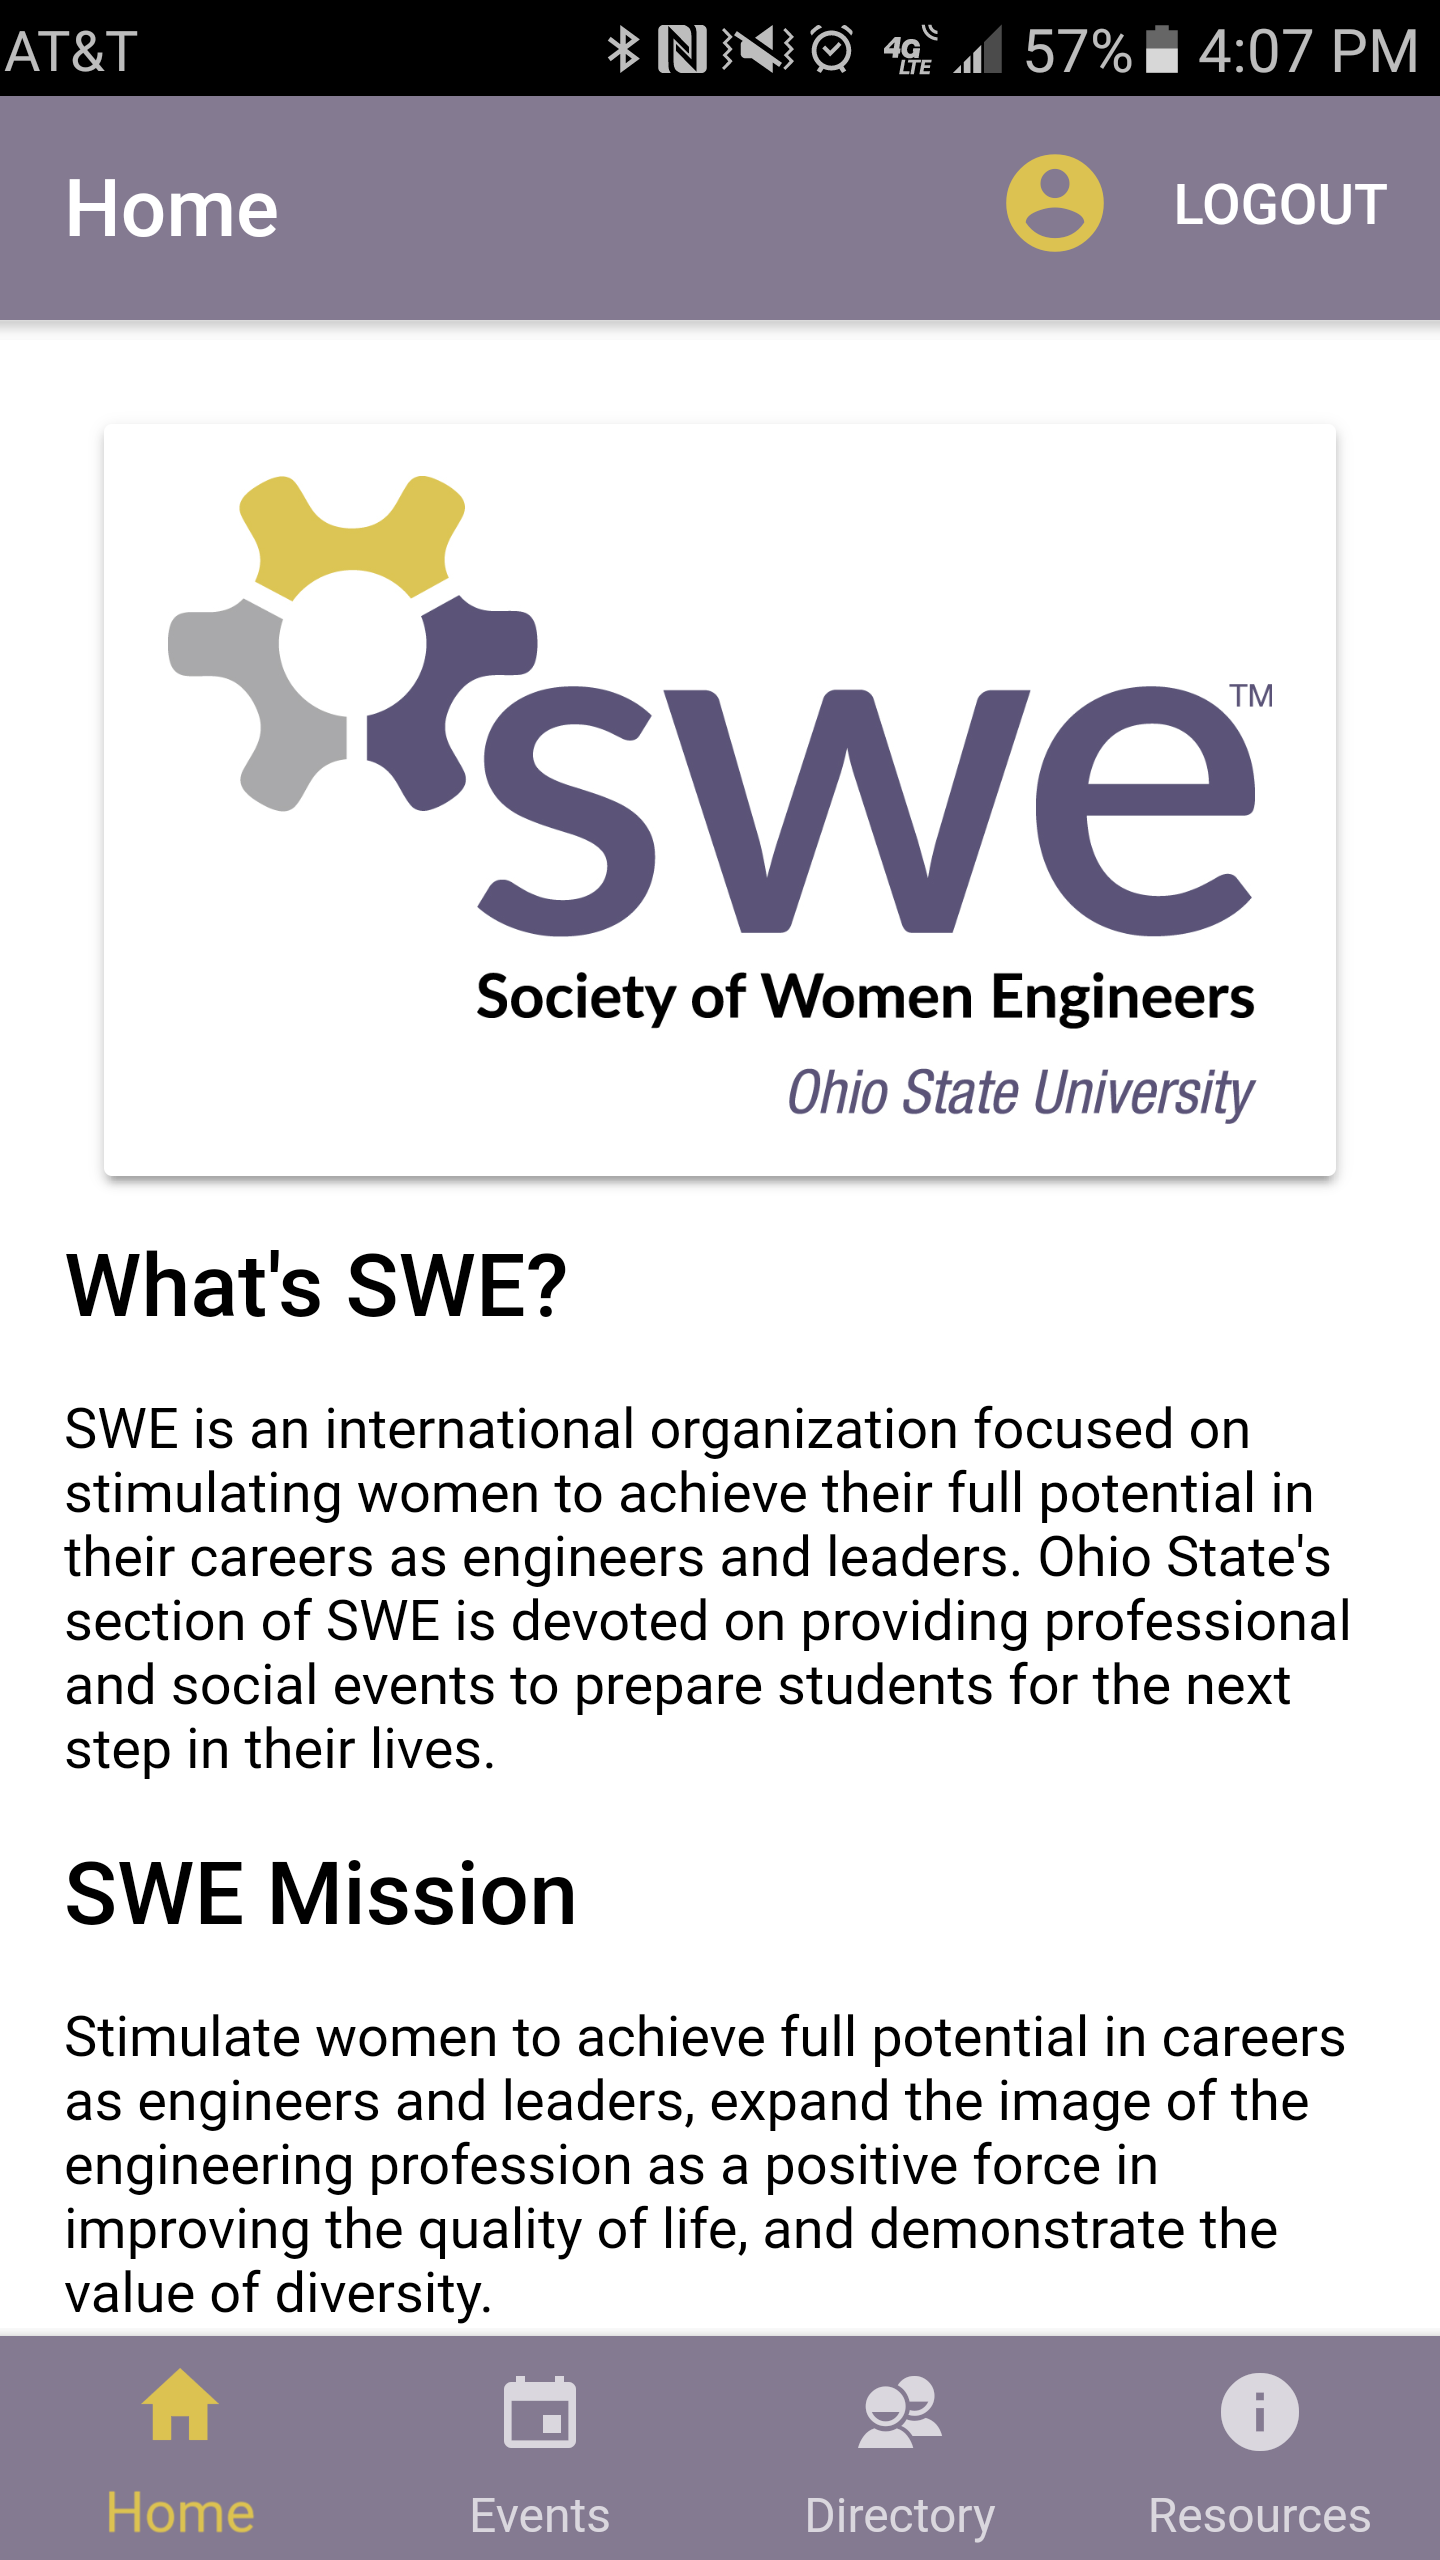 AT&T 4G LTE 57% 4:07 PM
Home LOGOUT
swe TM
Society of Women Engineers
Ohio State University
What's SWE?
SWE is an international organization focused on
stimulating women to achieve their full potential in
their careers as engineers and leaders. Ohio State's
section of SWE is devoted on providing professional
and social events to prepare students for the next
step in their lives.
SWE Mission
Stimulate women to achieve full potential in careers
as engineers and leaders, expand the image of the
engineering profession as a positive force in
improving the quality of life, and demonstrate the
value of diversity.
Home Events Directory Resources